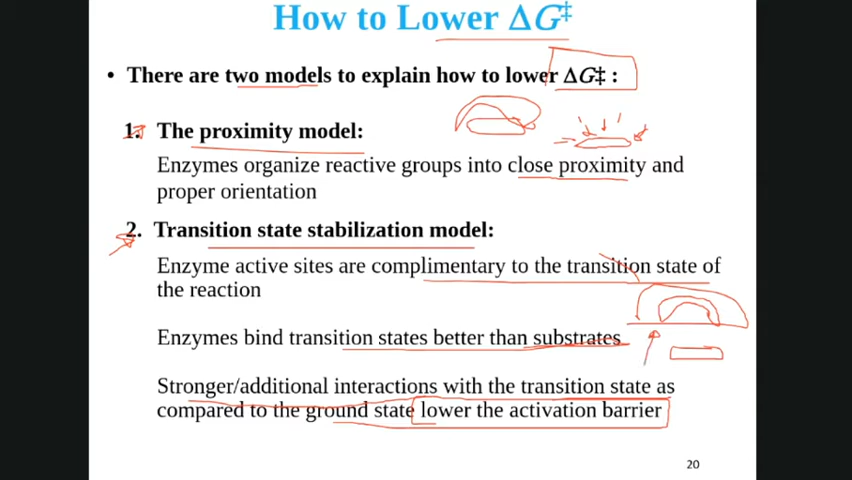 How to Lower ΔG‡
• There are two models to explain how to lower ΔG‡ :
1. The proximity model:
Enzymes organize reactive groups into close proximity and
proper orientation
2. Transition state stabilization model:
Enzyme active sites are complimentary to the transition state of
the reaction
Enzymes bind transition states better than substrates
Stronger/additional interactions with the transition state as
compared to the ground state lower the activation barrier
20